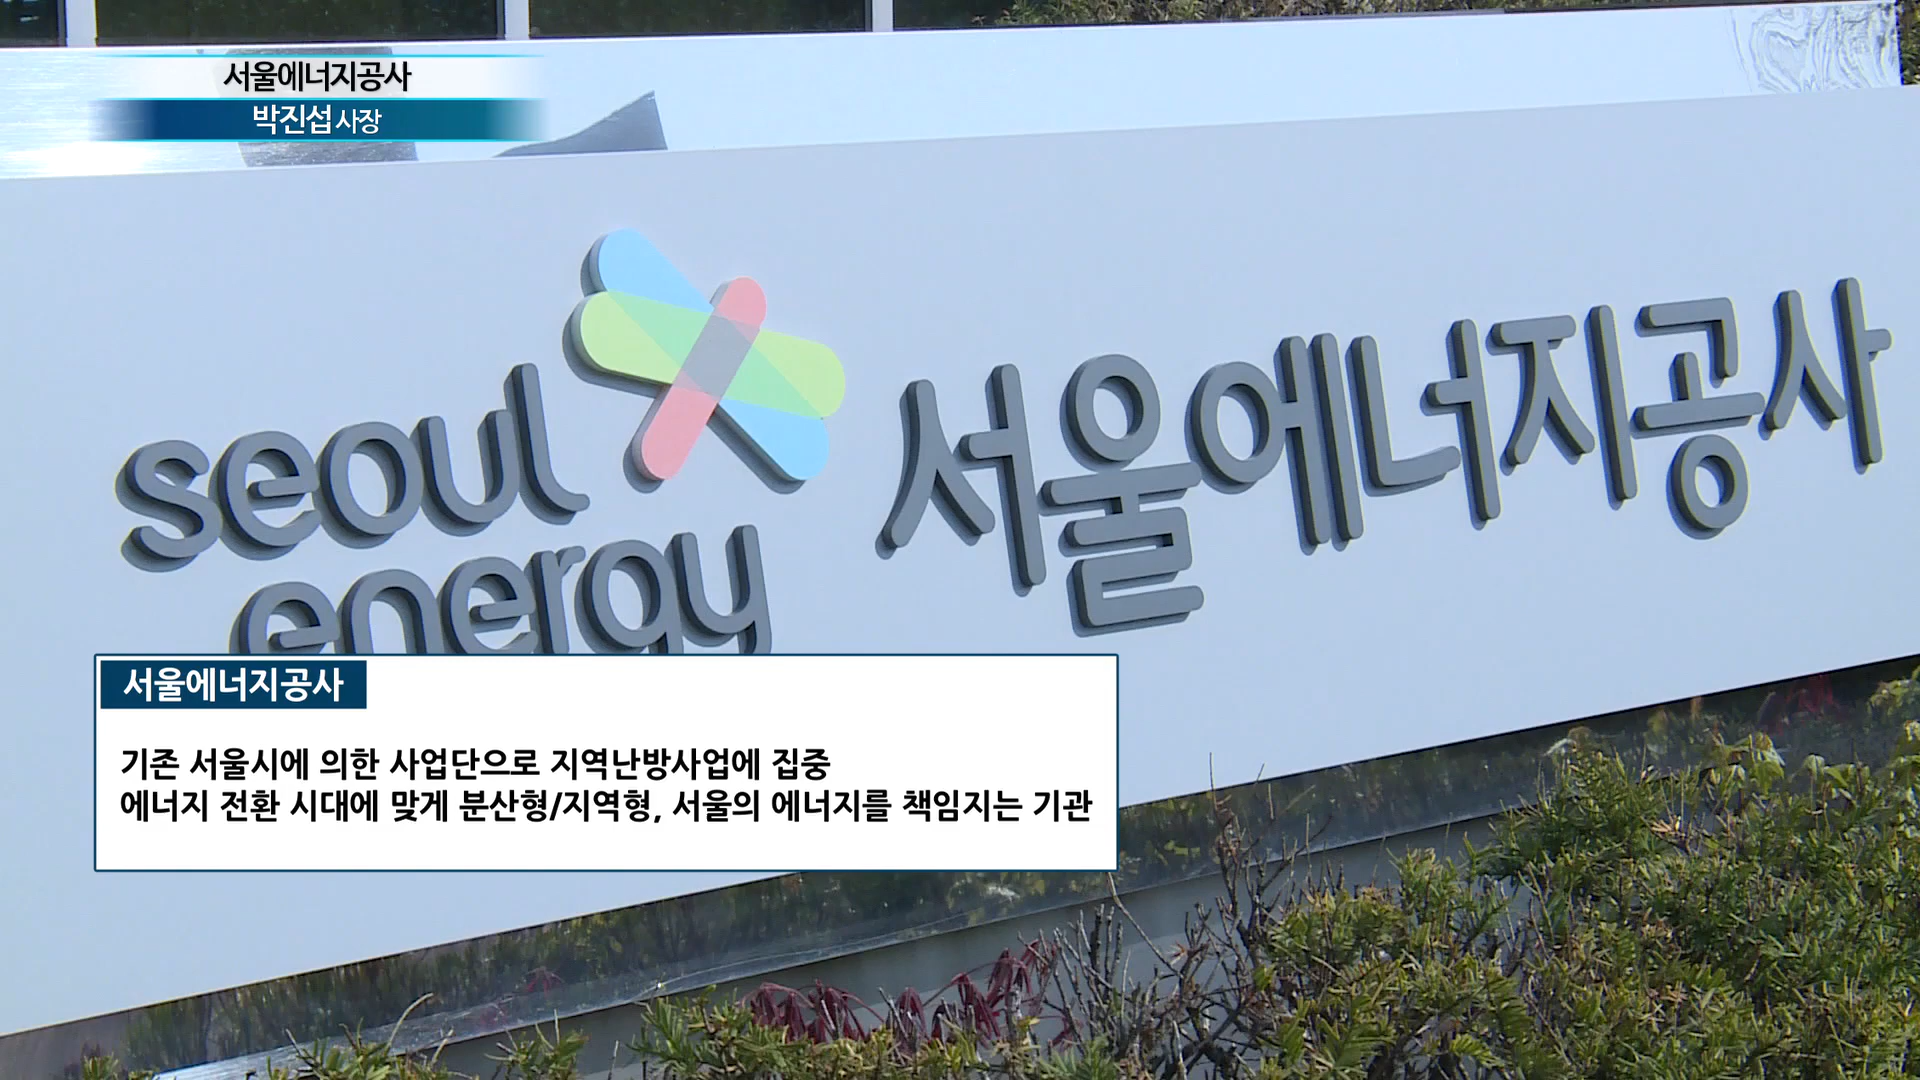 서울에너지공사
박진섭 사장
seoul
energy
서울에너지공사
서울에너지공사
기존 서울시에 의한 사업단으로 지역난방사업에 집중
에너지 전환 시대에 맞게 분산형/지역형, 서울의 에너지를 책임지는 기관